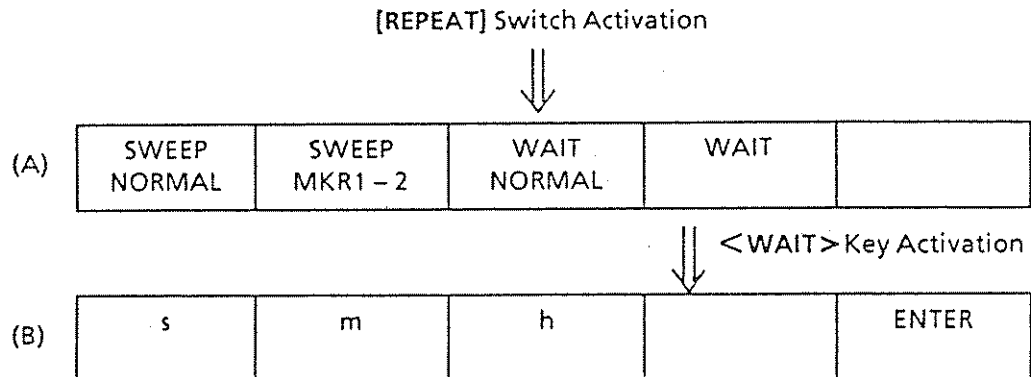 [REPEAT] Switch Activation
(A)
SWEEP NORMAL
SWEEP MKR1 – 2
WAIT NORMAL
WAIT
<WAIT> Key Activation
(B)
s
m
h
ENTER